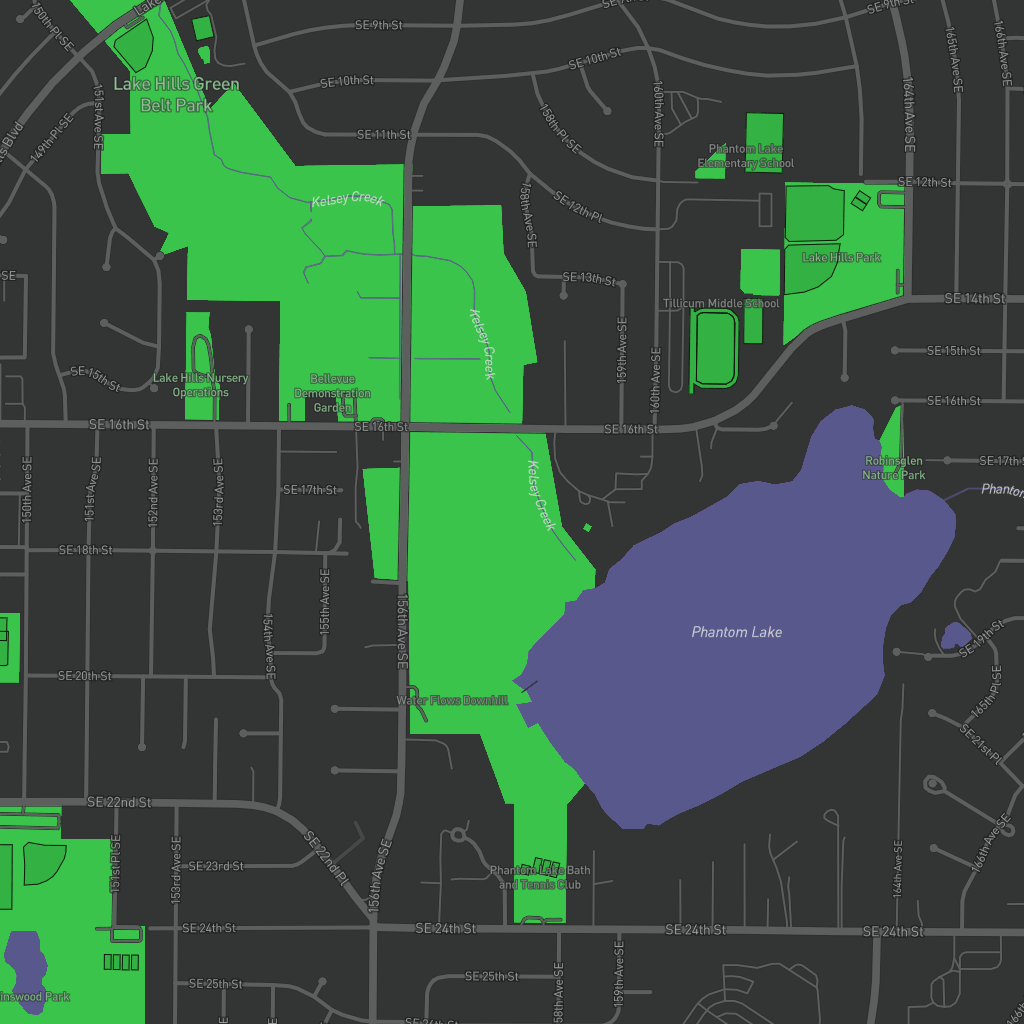 Lake
SE 9th St
SE 9th St
150th Pl SE
165th Ave SE
166th Ave SE
SE 10th St
SE 10th St
Lake Hills Green
Belt Park
151st Ave SE
149th Pl SE
160th Ave SE
164th Ave SE
158th Pl SE
SE 11th St
Phantom Lake
Elementary School
SE 12th St
Kelsey Creek
158th Ave SE
SE 12th Pl
Lake Hills Park
SE
SE 13th St
Tillicum Middle School
SE 14th St
Kelsey Creek
159th Ave SE
160th Ave SE
SE 15th St
SE 15th St
Lake Hills Nursery
Operations
Bellevue
Demonstration
Garden
SE 16th St
SE 16th St
SE 16th St
SE 16th St
Robinsglen
Nature Park
SE 17th St
150th Ave SE
151st Ave SE
152nd Ave SE
153rd Ave SE
SE 17th St
Kelsey Creek
Phantom
SE 18th St
155th Ave SE
156th Ave SE
154th Ave SE
Phantom Lake
SE 19th St
SE 20th St
165th Pl SE
Water Flows Downhill
SE 21st Pl
SE 22nd St
SE 22nd Pl
151st Pl SE
153rd Ave SE
SE 23rd St
156th Ave SE
166th Ave SE
164th Ave SE
Phantom Lake Bath
and Tennis Club
SE 24th St
SE 24th St
SE 24th St
SE 24th St
SE 25th St
SE 25th St
158th Ave SE
159th Ave SE
inswood Park